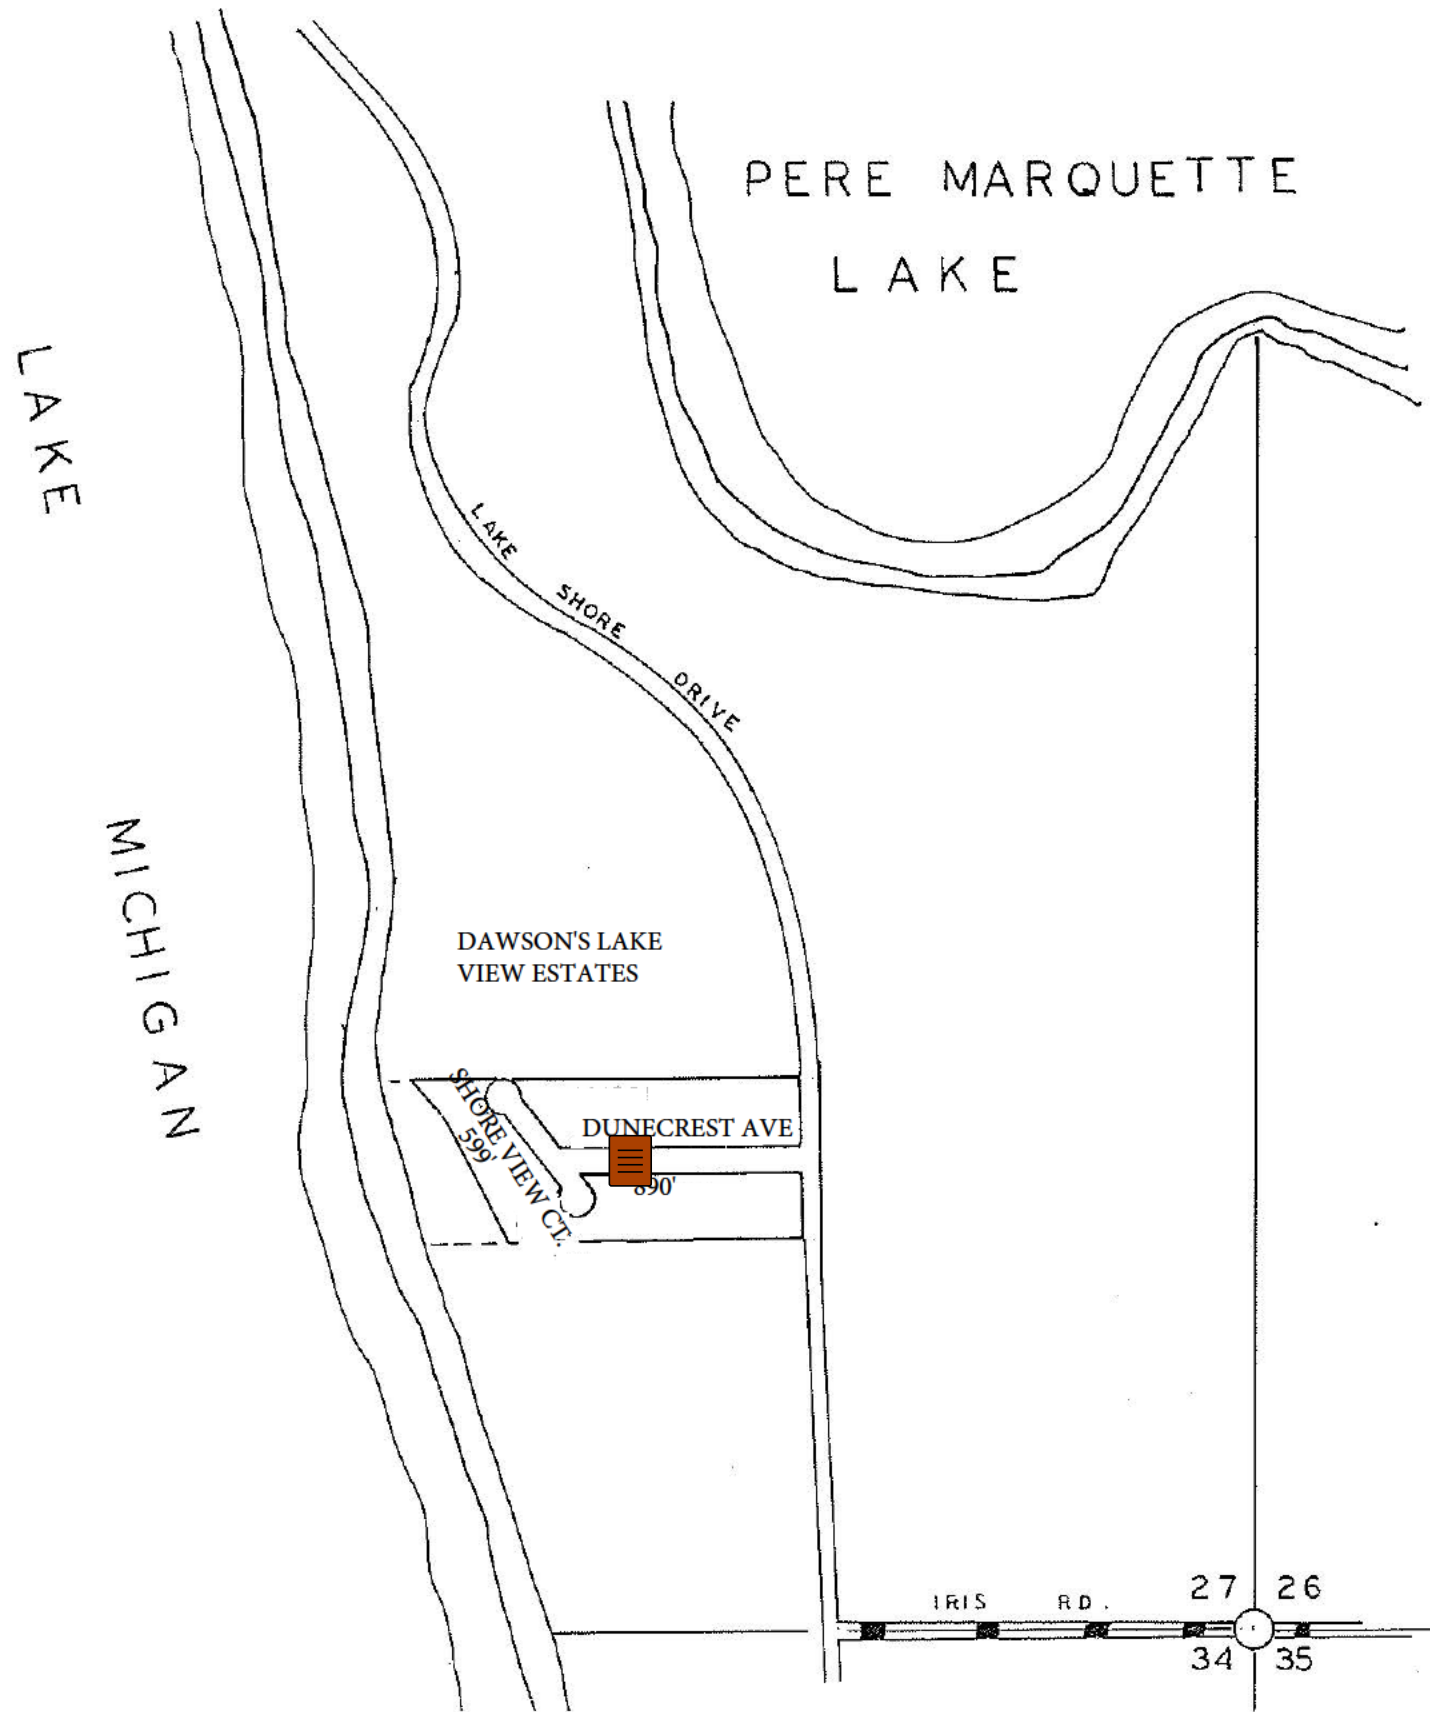 PERE MARQUETTE
LAKE
LAKE
MICHIGAN
LAKE SHORE DRIVE
DAWSON'S LAKE
VIEW ESTATES
DUNECREST AVE
890'
SHORE VIEW CT.
599'
IRIS RD.
27 26
34 35